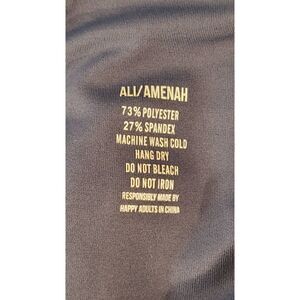 ALI/AMENAH
73% POLYESTER
27% SPANDEX
MACHINE WASH COLD
HANG DRY
DO NOT BLEACH
DO NOT IRON
RESPONSIBLY MADE BY
HAPPY ADULTS IN CHINA